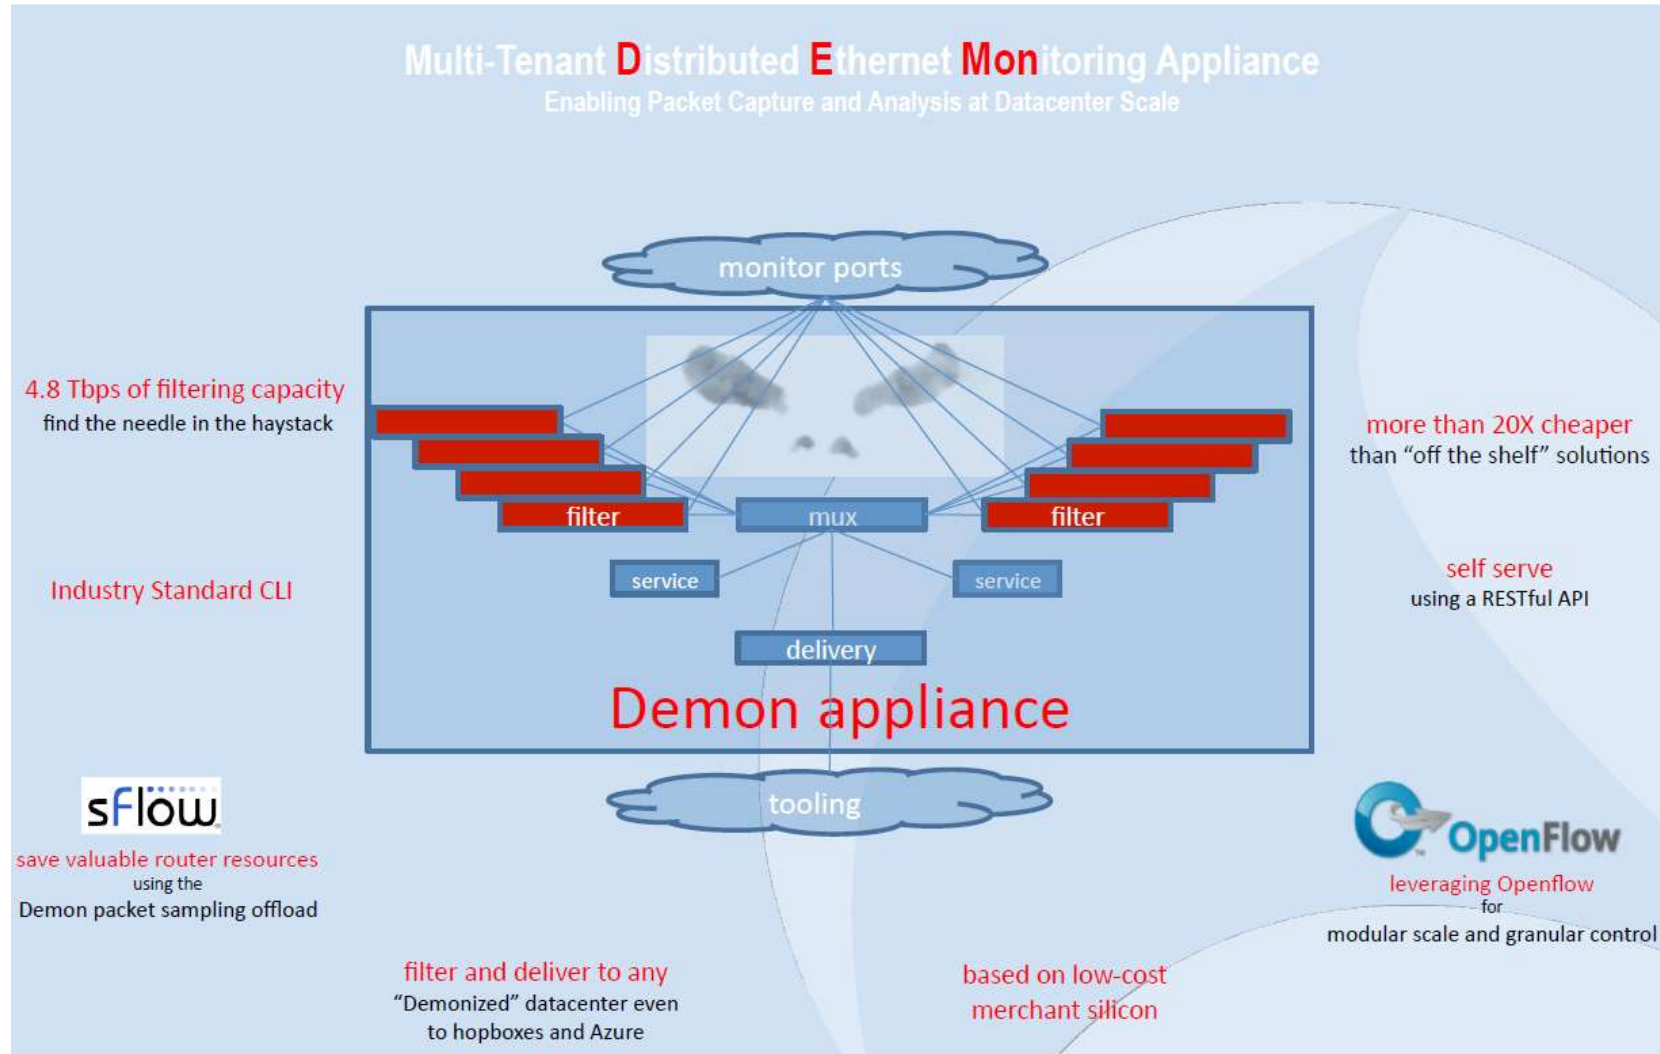 Multi-Tenant Distributed Ethernet Monitoring Appliance
Enabling Packet Capture and Analysis at Datacenter Scale
monitor ports
4.8 Tbps of filtering capacity
find the needle in the haystack
more than 20X cheaper
than “off the shelf” solutions
filter
mux
filter
Industry Standard CLI
service
service
self serve
using a RESTful API
delivery
Demon appliance
sFlow
tooling
OpenFlow
TM
save valuable router resources
using the
Demon packet sampling offload
leveraging Openflow
for
modular scale and granular control
filter and deliver to any
“Demonized” datacenter even
to hopboxes and Azure
based on low-cost
merchant silicon